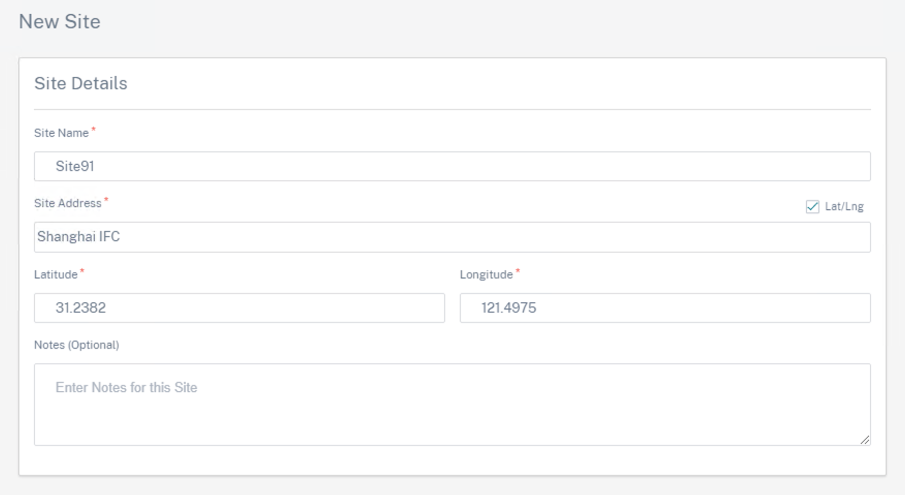 New Site
Site Details
Site Name *
Site91
Site Address *
Lat/Lng
Shanghai IFC
Latitude * Longitude *
31.2382 121.4975
Notes (Optional)
Enter Notes for this Site